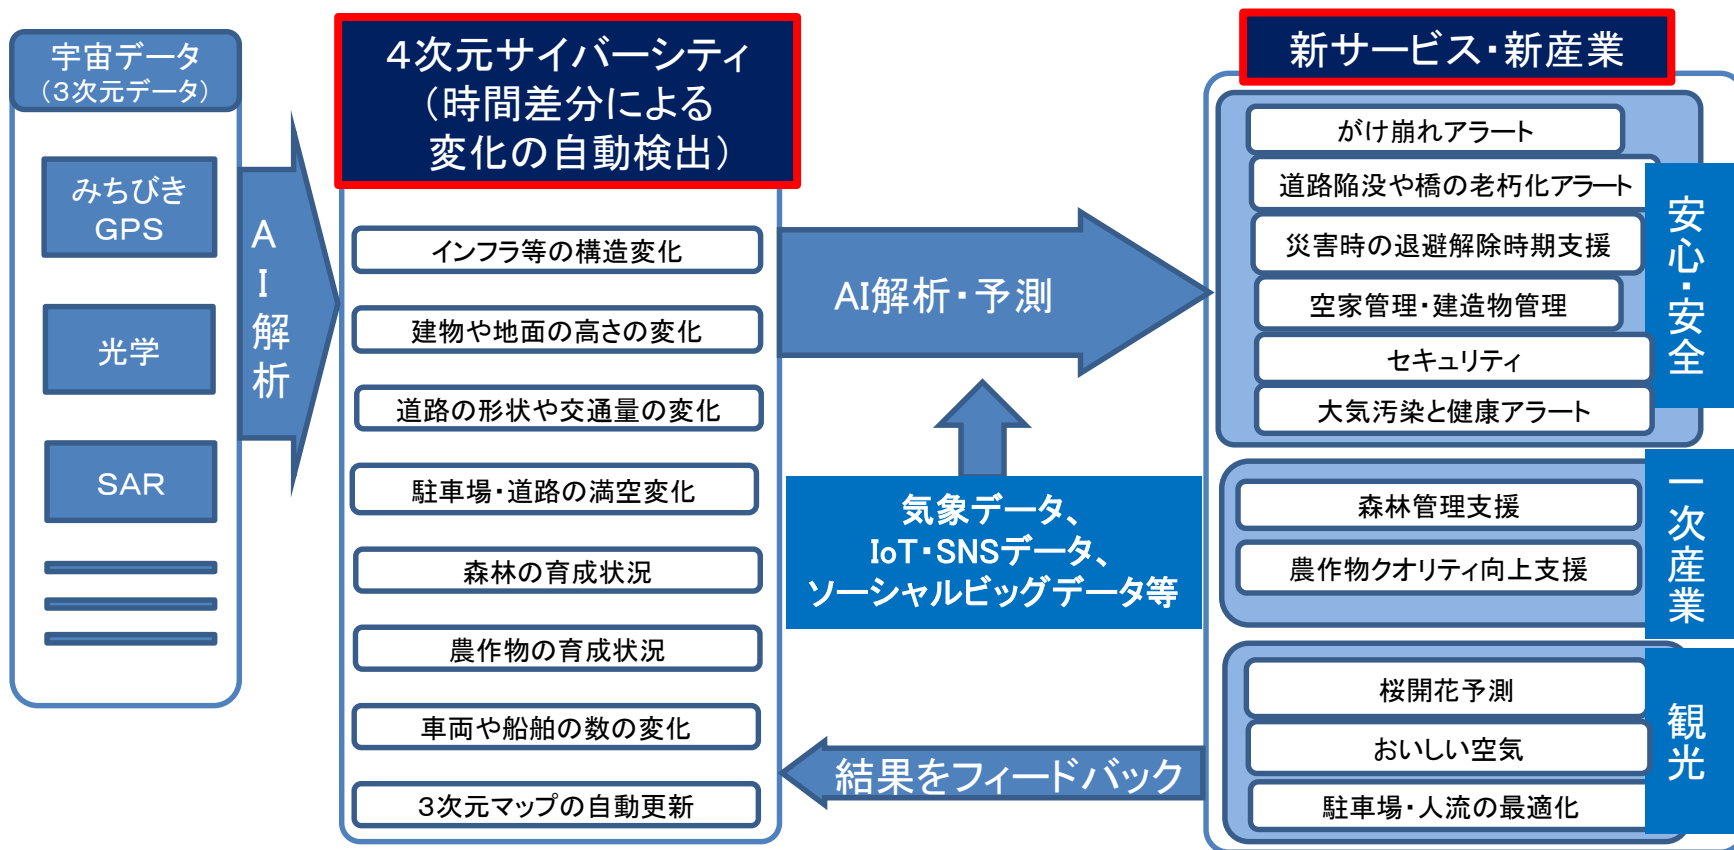 宇宙データ
(3次元データ)
みちびき
GPS
光学
SAR
AI解析
4次元サイバーシティ
(時間差分による
変化の自動検出)
インフラ等の構造変化
建物や地面の高さの変化
道路の形状や交通量の変化
駐車場・道路の満空変化
森林の育成状況
農作物の育成状況
車両や船舶の数の変化
3次元マップの自動更新
AI解析・予測
気象データ、
IoT・SNSデータ、
ソーシャルビッグデータ等
結果をフィードバック
新サービス・新産業
がけ崩れアラート
道路陥没や橋の老朽化アラート
災害時の退避解除時期支援
空家管理・建造物管理
セキュリティ
大気汚染と健康アラート
安心・安全
森林管理支援
農作物クオリティ向上支援
一次産業
桜開花予測
おいしい空気
駐車場・人流の最適化
観光